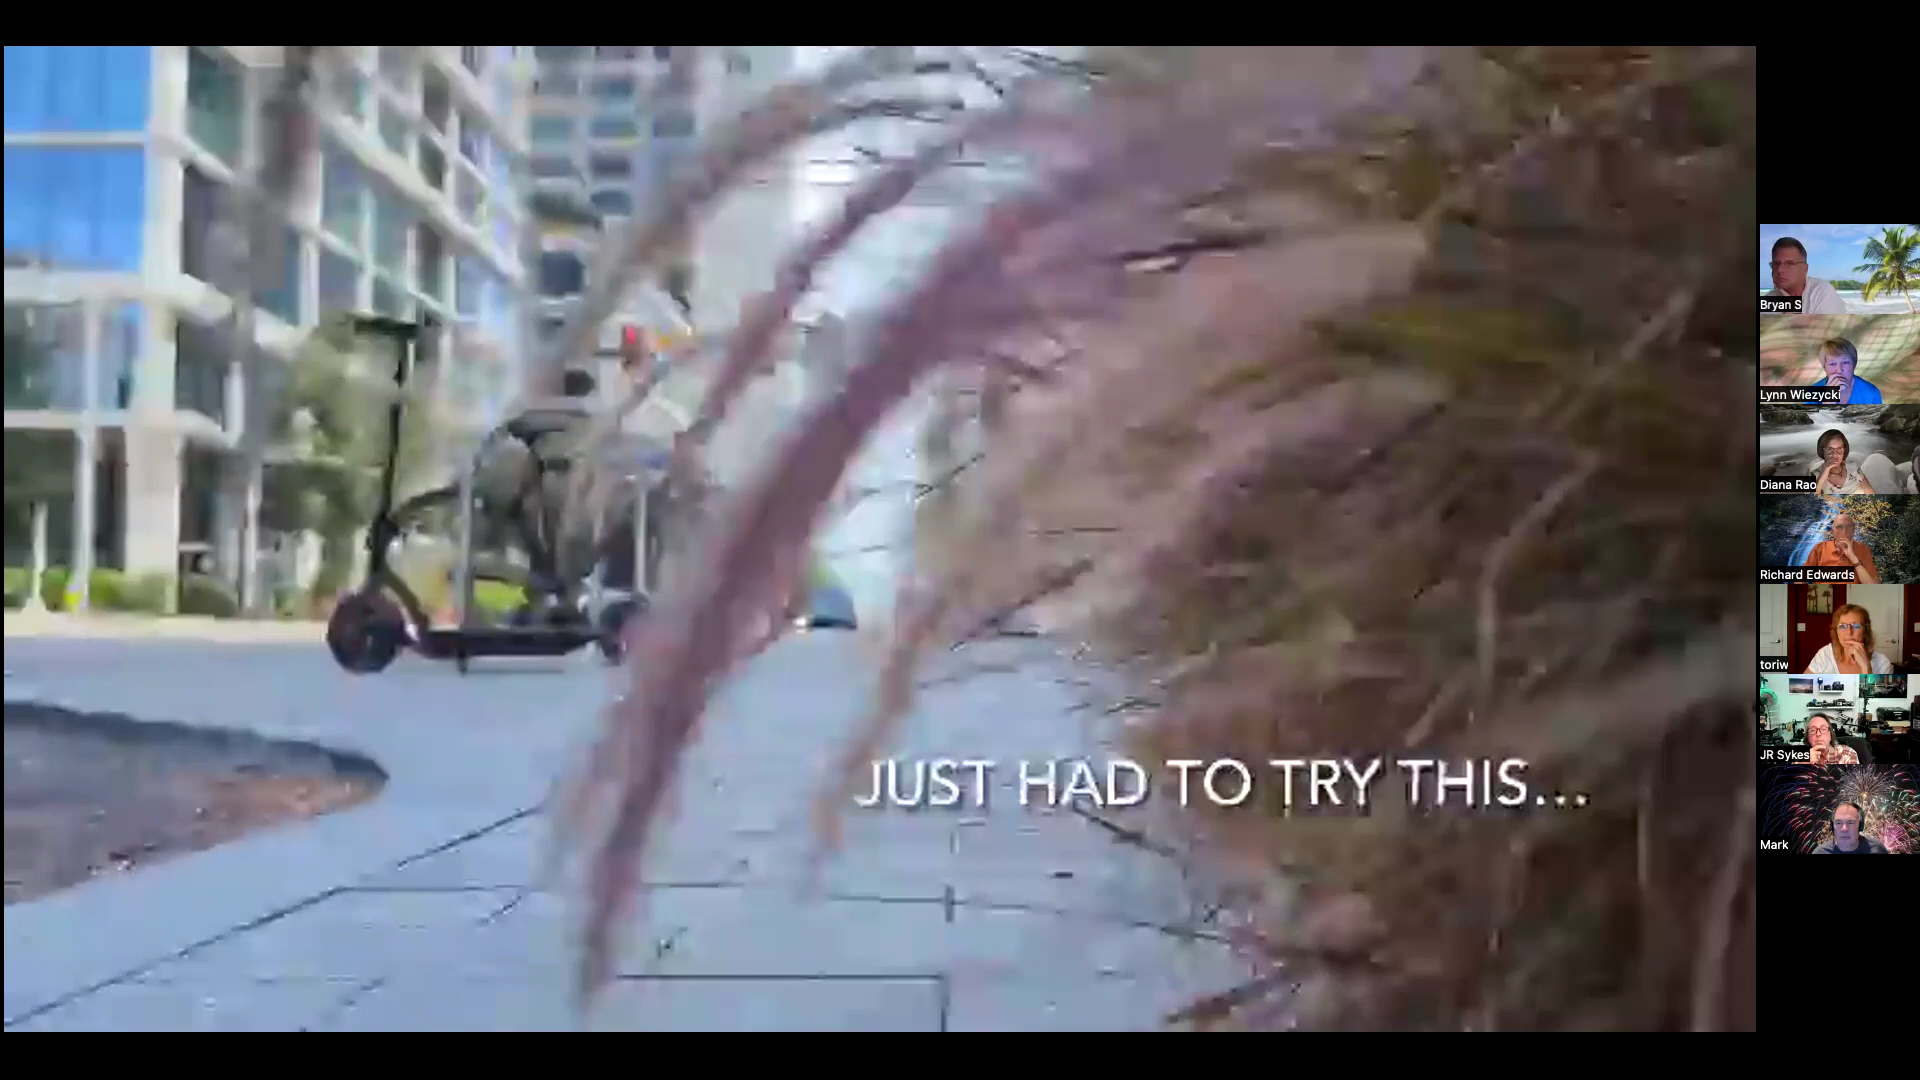 JUST HAD TO TRY THIS...
Bryan S
Lynn Wiezycki
Diana Rao
Richard Edwards
toriw
JR Sykes
Mark